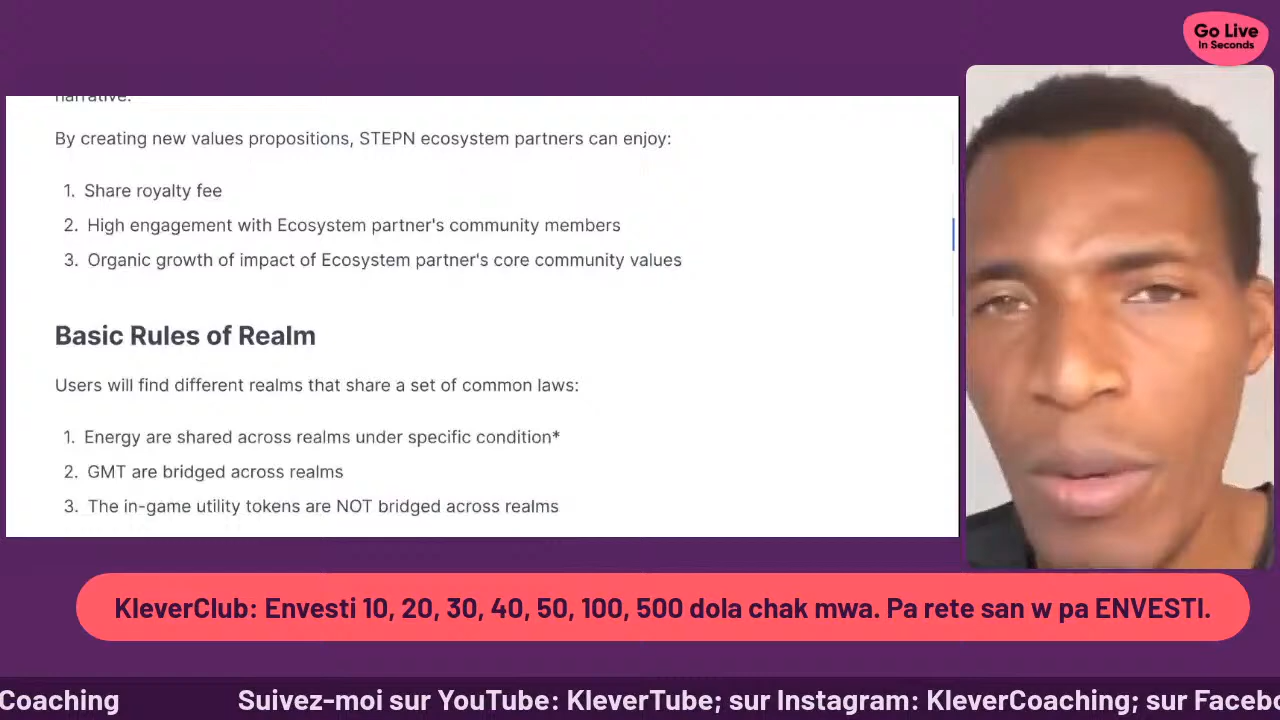 Go Live
In Seconds
narrative.
By creating new values propositions, STEPN ecosystem partners can enjoy:
1. Share royalty fee
2. High engagement with Ecosystem partner's community members
3. Organic growth of impact of Ecosystem partner's core community values
Basic Rules of Realm
Users will find different realms that share a set of common laws:
1. Energy are shared across realms under specific condition*
2. GMT are bridged across realms
3. The in-game utility tokens are NOT bridged across realms
KleverClub: Envesti 10, 20, 30, 40, 50, 100, 500 dola chak mwa. Pa rete san w pa ENVESTI.
Coaching Suivez-moi sur YouTube: KleverTube; sur Instagram: KleverCoaching; sur Facebo